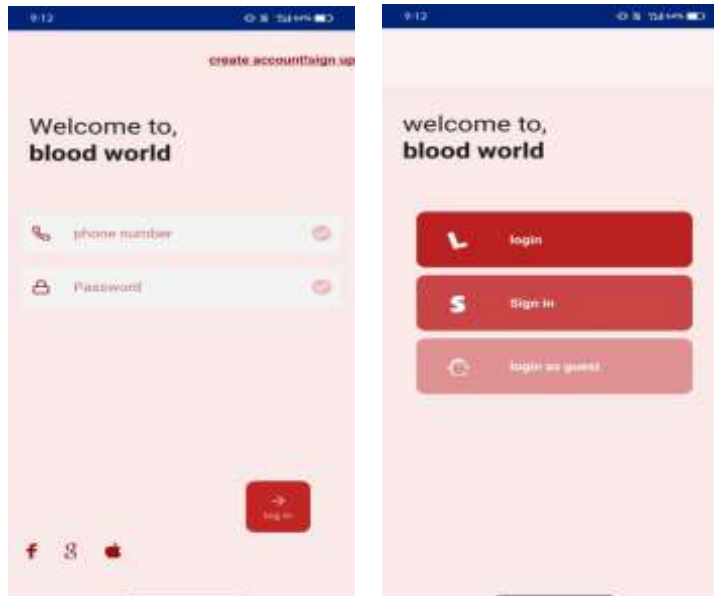 9:12
create account!sign up
Welcome to,
blood world
phone number
Password
log in
9:12
welcome to,
blood world
L login
S Sign in
login as guest